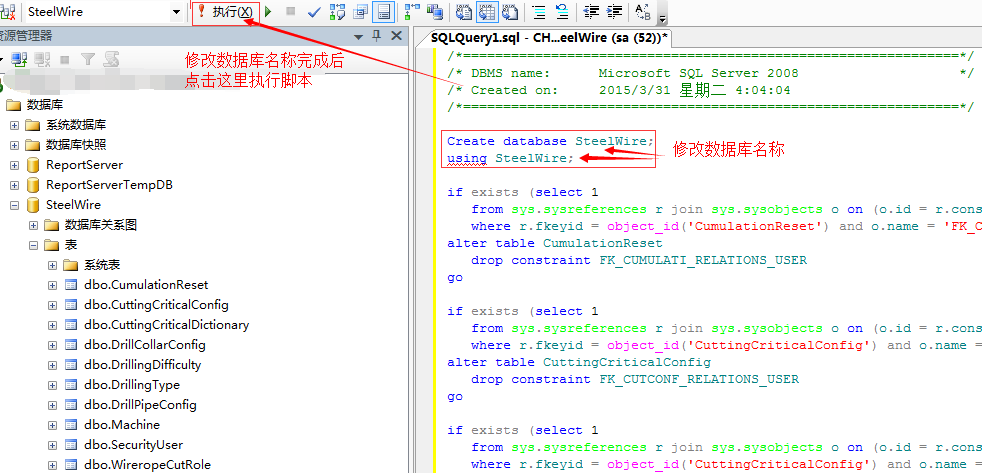 SteelWire
执行(X)
资源管理器
修改数据库名称完成后
点击这里执行脚本
数据库
系统数据库
数据库快照
ReportServer
ReportServerTempDB
SteelWire
数据库关系图
表
系统表
dbo.CumulationReset
dbo.CuttingCriticalConfig
dbo.CuttingCriticalDictionary
dbo.DrillCollarConfig
dbo.DrillingDifficulty
dbo.DrillingType
dbo.DrillPipeConfig
dbo.Machine
dbo.SecurityUser
dbo.WireropeCutRole
SQLQuery1.sql - CH...eelWire (sa (52))*
/*==============================================================*/
/* DBMS name:      Microsoft SQL Server 2008                    */
/* Created on:     2015/3/31 星期二 4:04:04
/*==============================================================*/
Create database SteelWire;
using SteelWire;
修改数据库名称
if exists (select 1
   from sys.sysreferences r join sys.sysobjects o on (o.id = r.cons
   where r.fkeyid = object_id('CumulationReset') and o.name = 'FK_C
alter table CumulationReset
   drop constraint FK_CUMULATI_RELATIONS_USER
go
if exists (select 1
   from sys.sysreferences r join sys.sysobjects o on (o.id = r.cons
   where r.fkeyid = object_id('CuttingCriticalConfig') and o.name =
alter table CuttingCriticalConfig
   drop constraint FK_CUTCONF_RELATIONS_USER
go
if exists (select 1
   from sys.sysreferences r join sys.sysobjects o on (o.id = r.cons
   where r.fkeyid = object_id('CuttingCriticalConfig') and o.name =